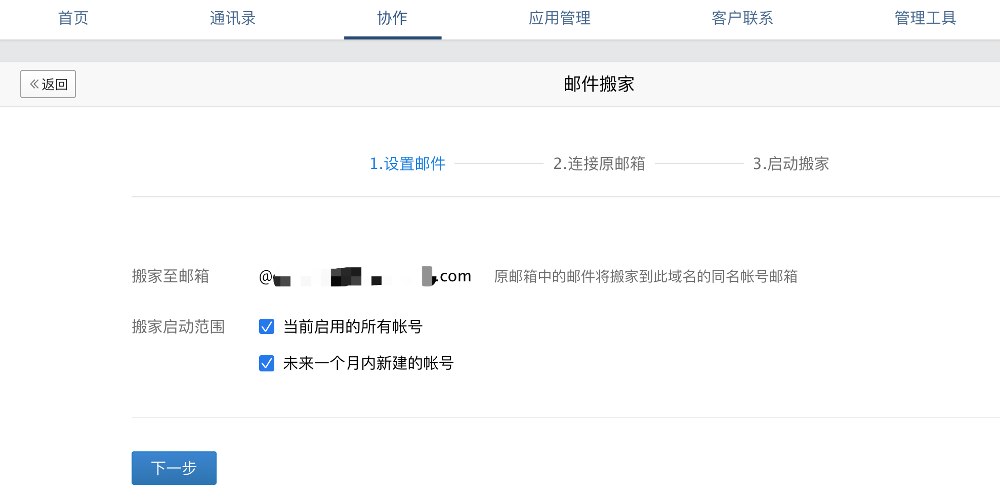 首页 通讯录 协作 应用管理 客户联系 管理工具
«返回
邮件搬家
1.设置邮件 2.连接原邮箱 3.启动搬家
搬家至邮箱 @ .com 原邮箱中的邮件将搬家到此域名的同名帐号邮箱
搬家启动范围 当前启用的所有帐号
未来一个月内新建的帐号
下一步